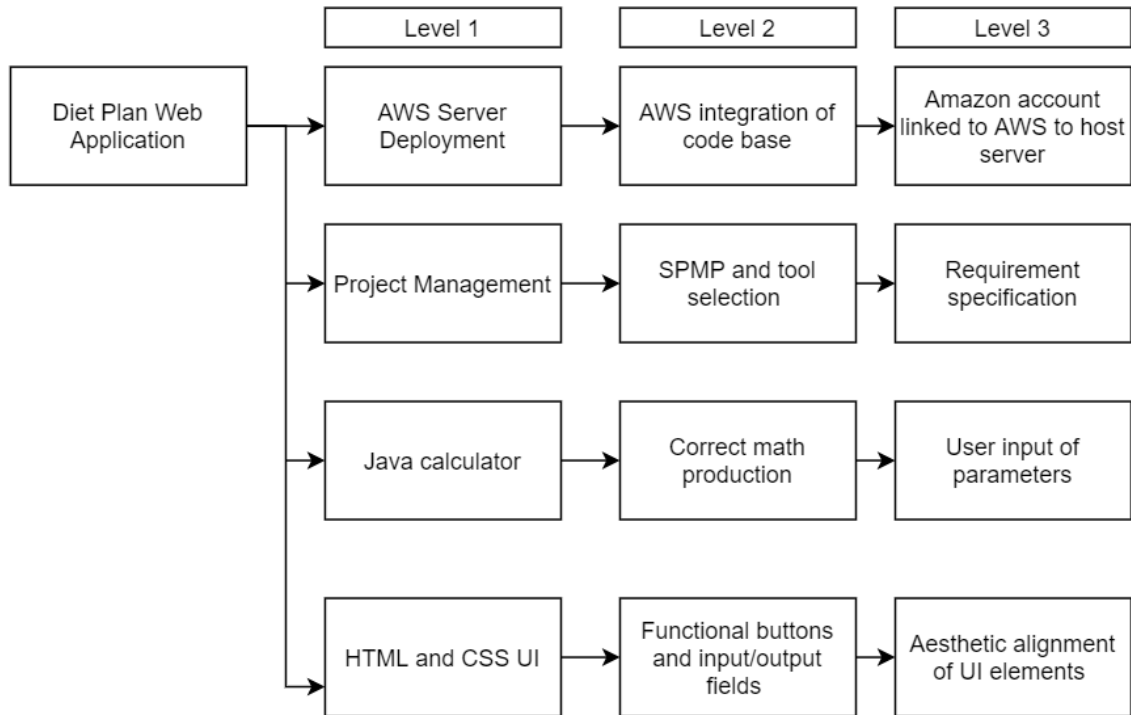 Level 1
Level 2
Level 3
Diet Plan Web
Application
AWS Server
Deployment
AWS integration of
code base
Amazon account
linked to AWS to host
server
Project Management
SPMP and tool
selection
Requirement
specification
Java calculator
Correct math
production
User input of
parameters
HTML and CSS UI
Functional buttons
and input/output
fields
Aesthetic alignment
of UI elements